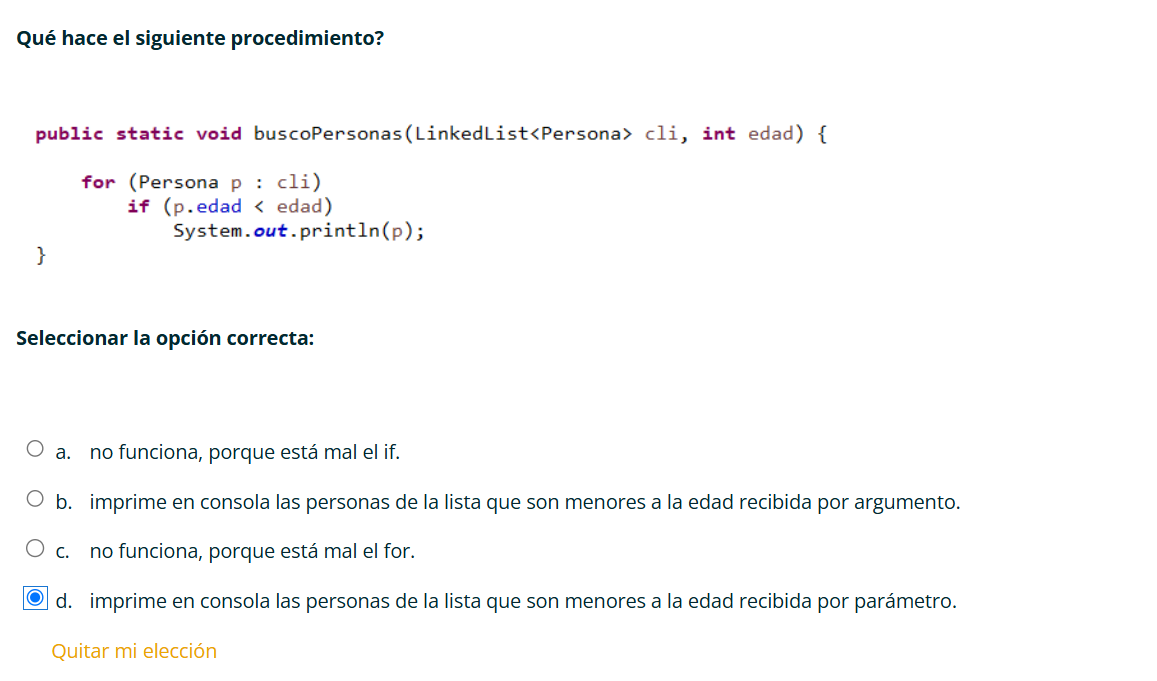 Qué hace el siguiente procedimiento?
public static void buscoPersonas(LinkedList<Persona> cli, int edad) {
for (Persona p : cli)
if (p.edad < edad)
System.out.println(p);
}
Seleccionar la opción correcta:
a. no funciona, porque está mal el if.
b. imprime en consola las personas de la lista que son menores a la edad recibida por argumento.
c. no funciona, porque está mal el for.
d. imprime en consola las personas de la lista que son menores a la edad recibida por parámetro.
Quitar mi elección